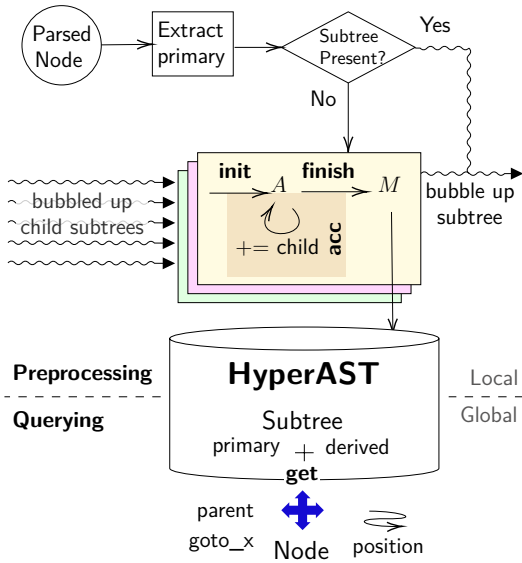 Parsed
Node
Extract
primary
Subtree
Present?
Yes
No
init
A
finish
M
+= child
acc
bubbled up
child subtrees
bubble up
subtree
HyperAST
Preprocessing
Local
Querying
Global
Subtree
primary + derived
get
parent
goto_x
Node
position